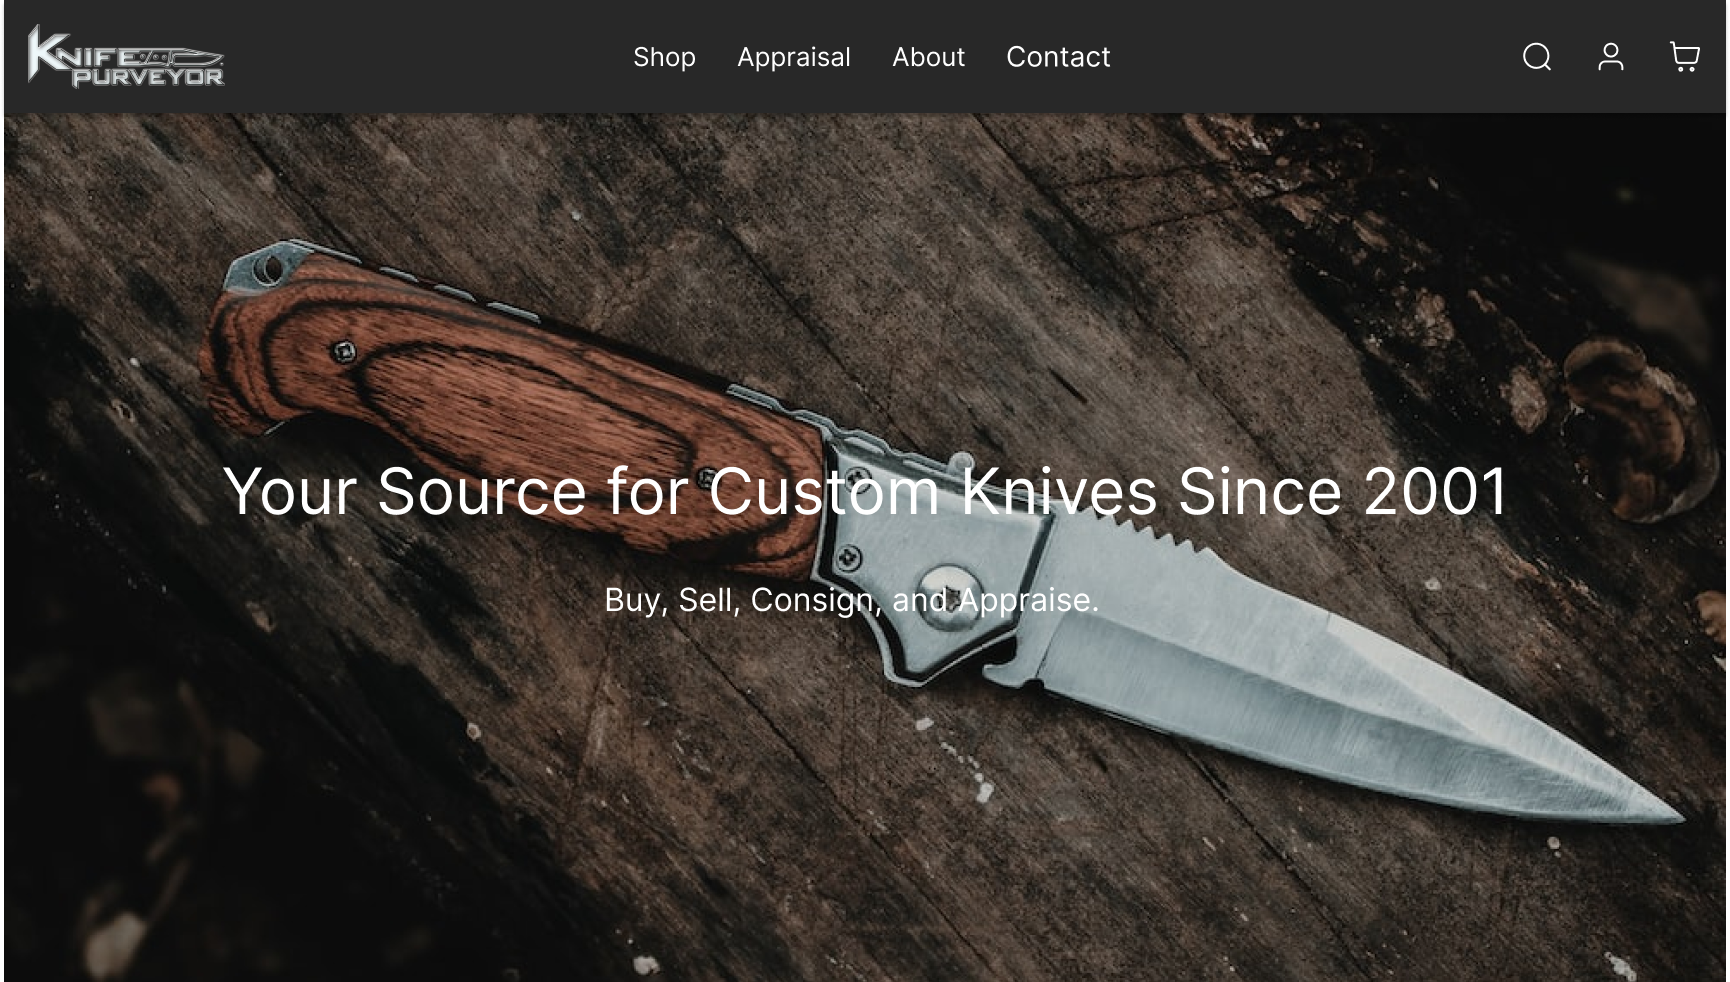 KNIFE
PURVEYOR
Shop Appraisal About Contact
Your Source for Custom Knives Since 2001
Buy, Sell, Consign, and Appraise.